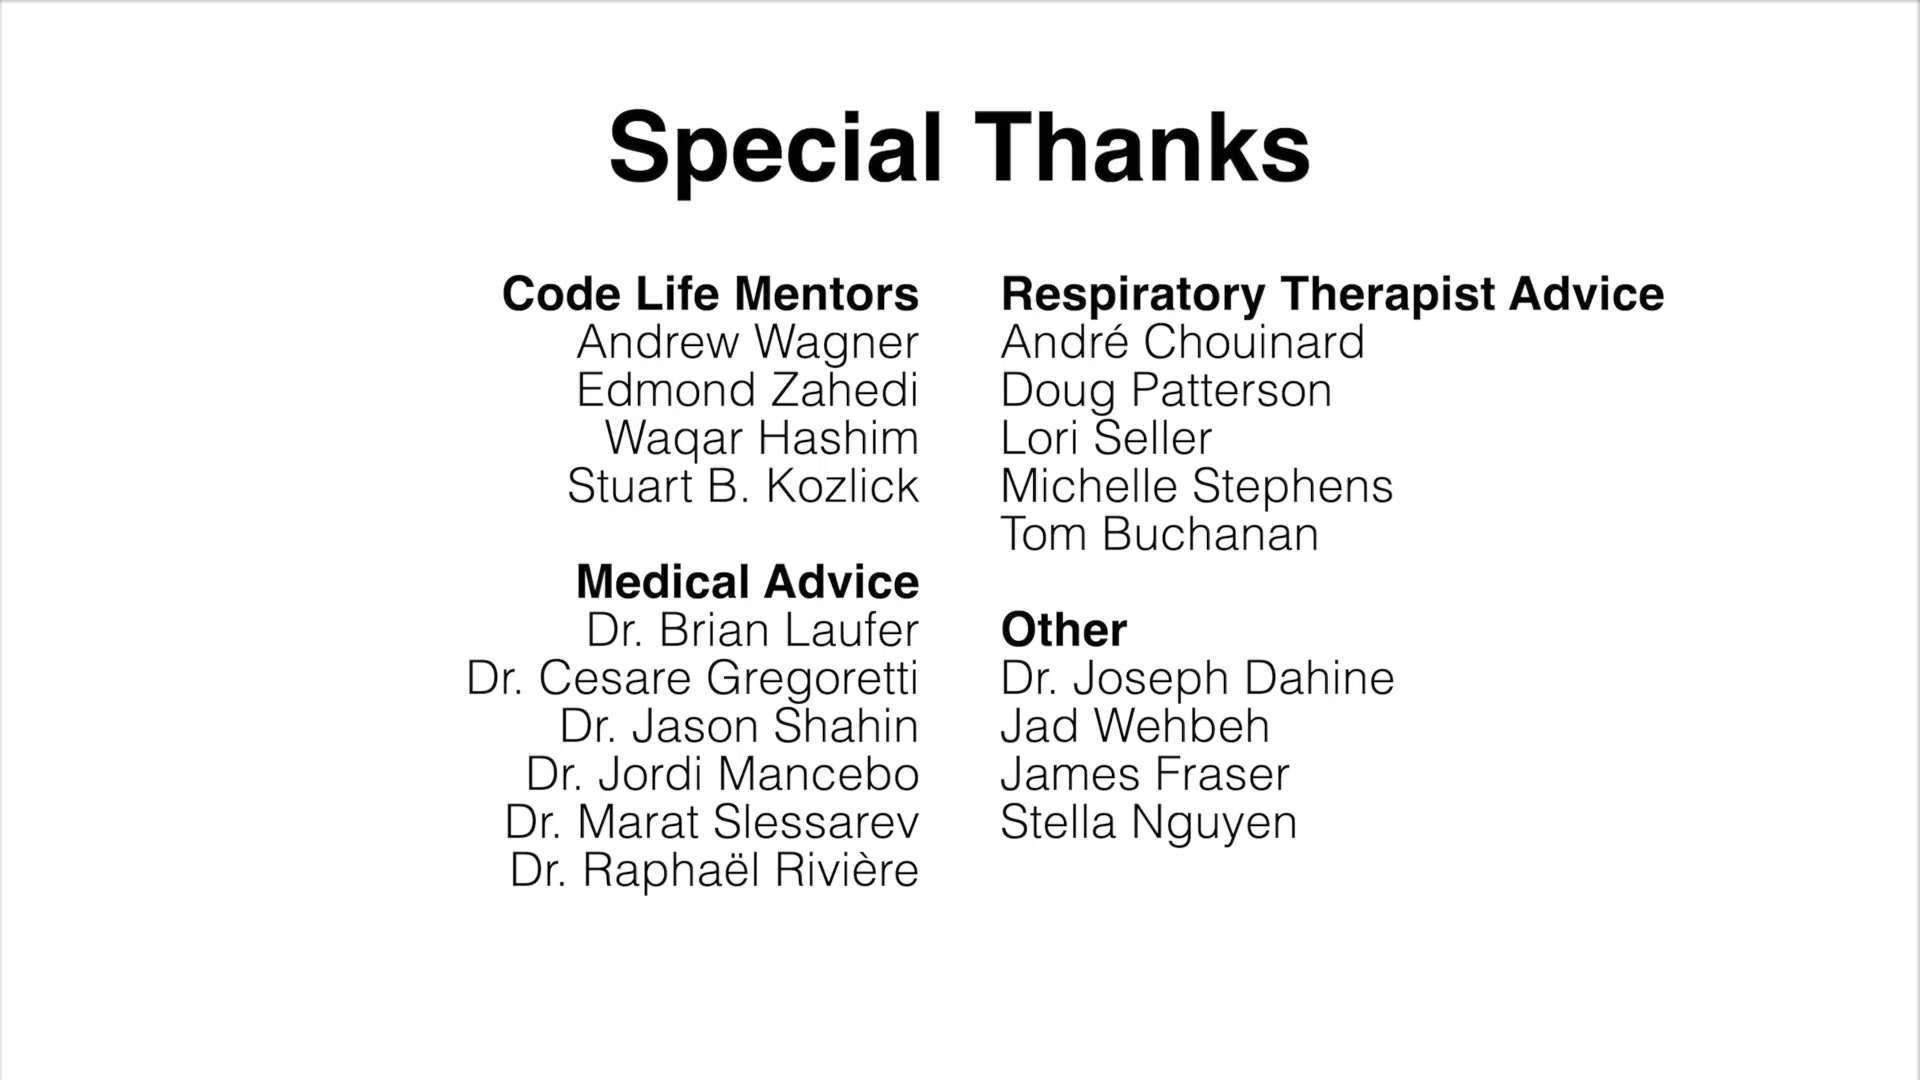 Special Thanks
Code Life Mentors
Andrew Wagner
Edmond Zahedi
Waqar Hashim
Stuart B. Kozlick
Medical Advice
Dr. Brian Laufer
Dr. Cesare Gregoretti
Dr. Jason Shahin
Dr. Jordi Mancebo
Dr. Marat Slessarev
Dr. Raphaël Rivière
Respiratory Therapist Advice
André Chouinard
Doug Patterson
Lori Seller
Michelle Stephens
Tom Buchanan
Other
Dr. Joseph Dahine
Jad Wehbeh
James Fraser
Stella Nguyen